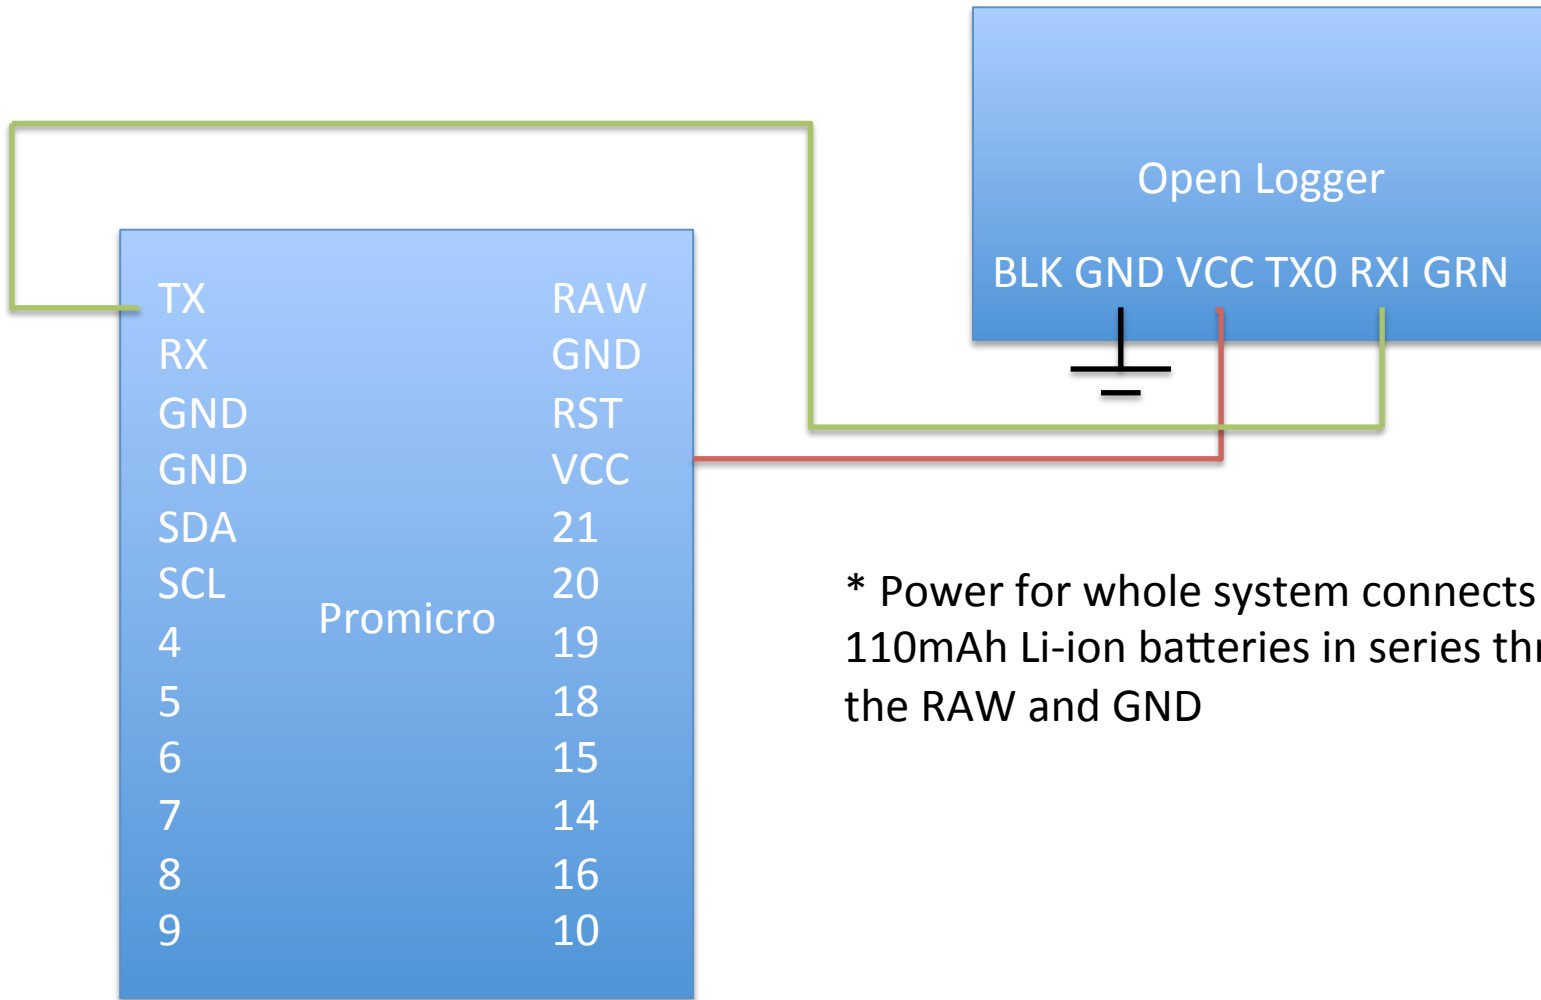 Open Logger
BLK GND VCC TX0 RXI GRN
TX RAW
RX GND
GND RST
GND VCC
SDA 21
SCL 20
Promicro
4 19
5 18
6 15
7 14
8 16
9 10
* Power for whole system connects
110mAh Li-ion batteries in series
the RAW and GND